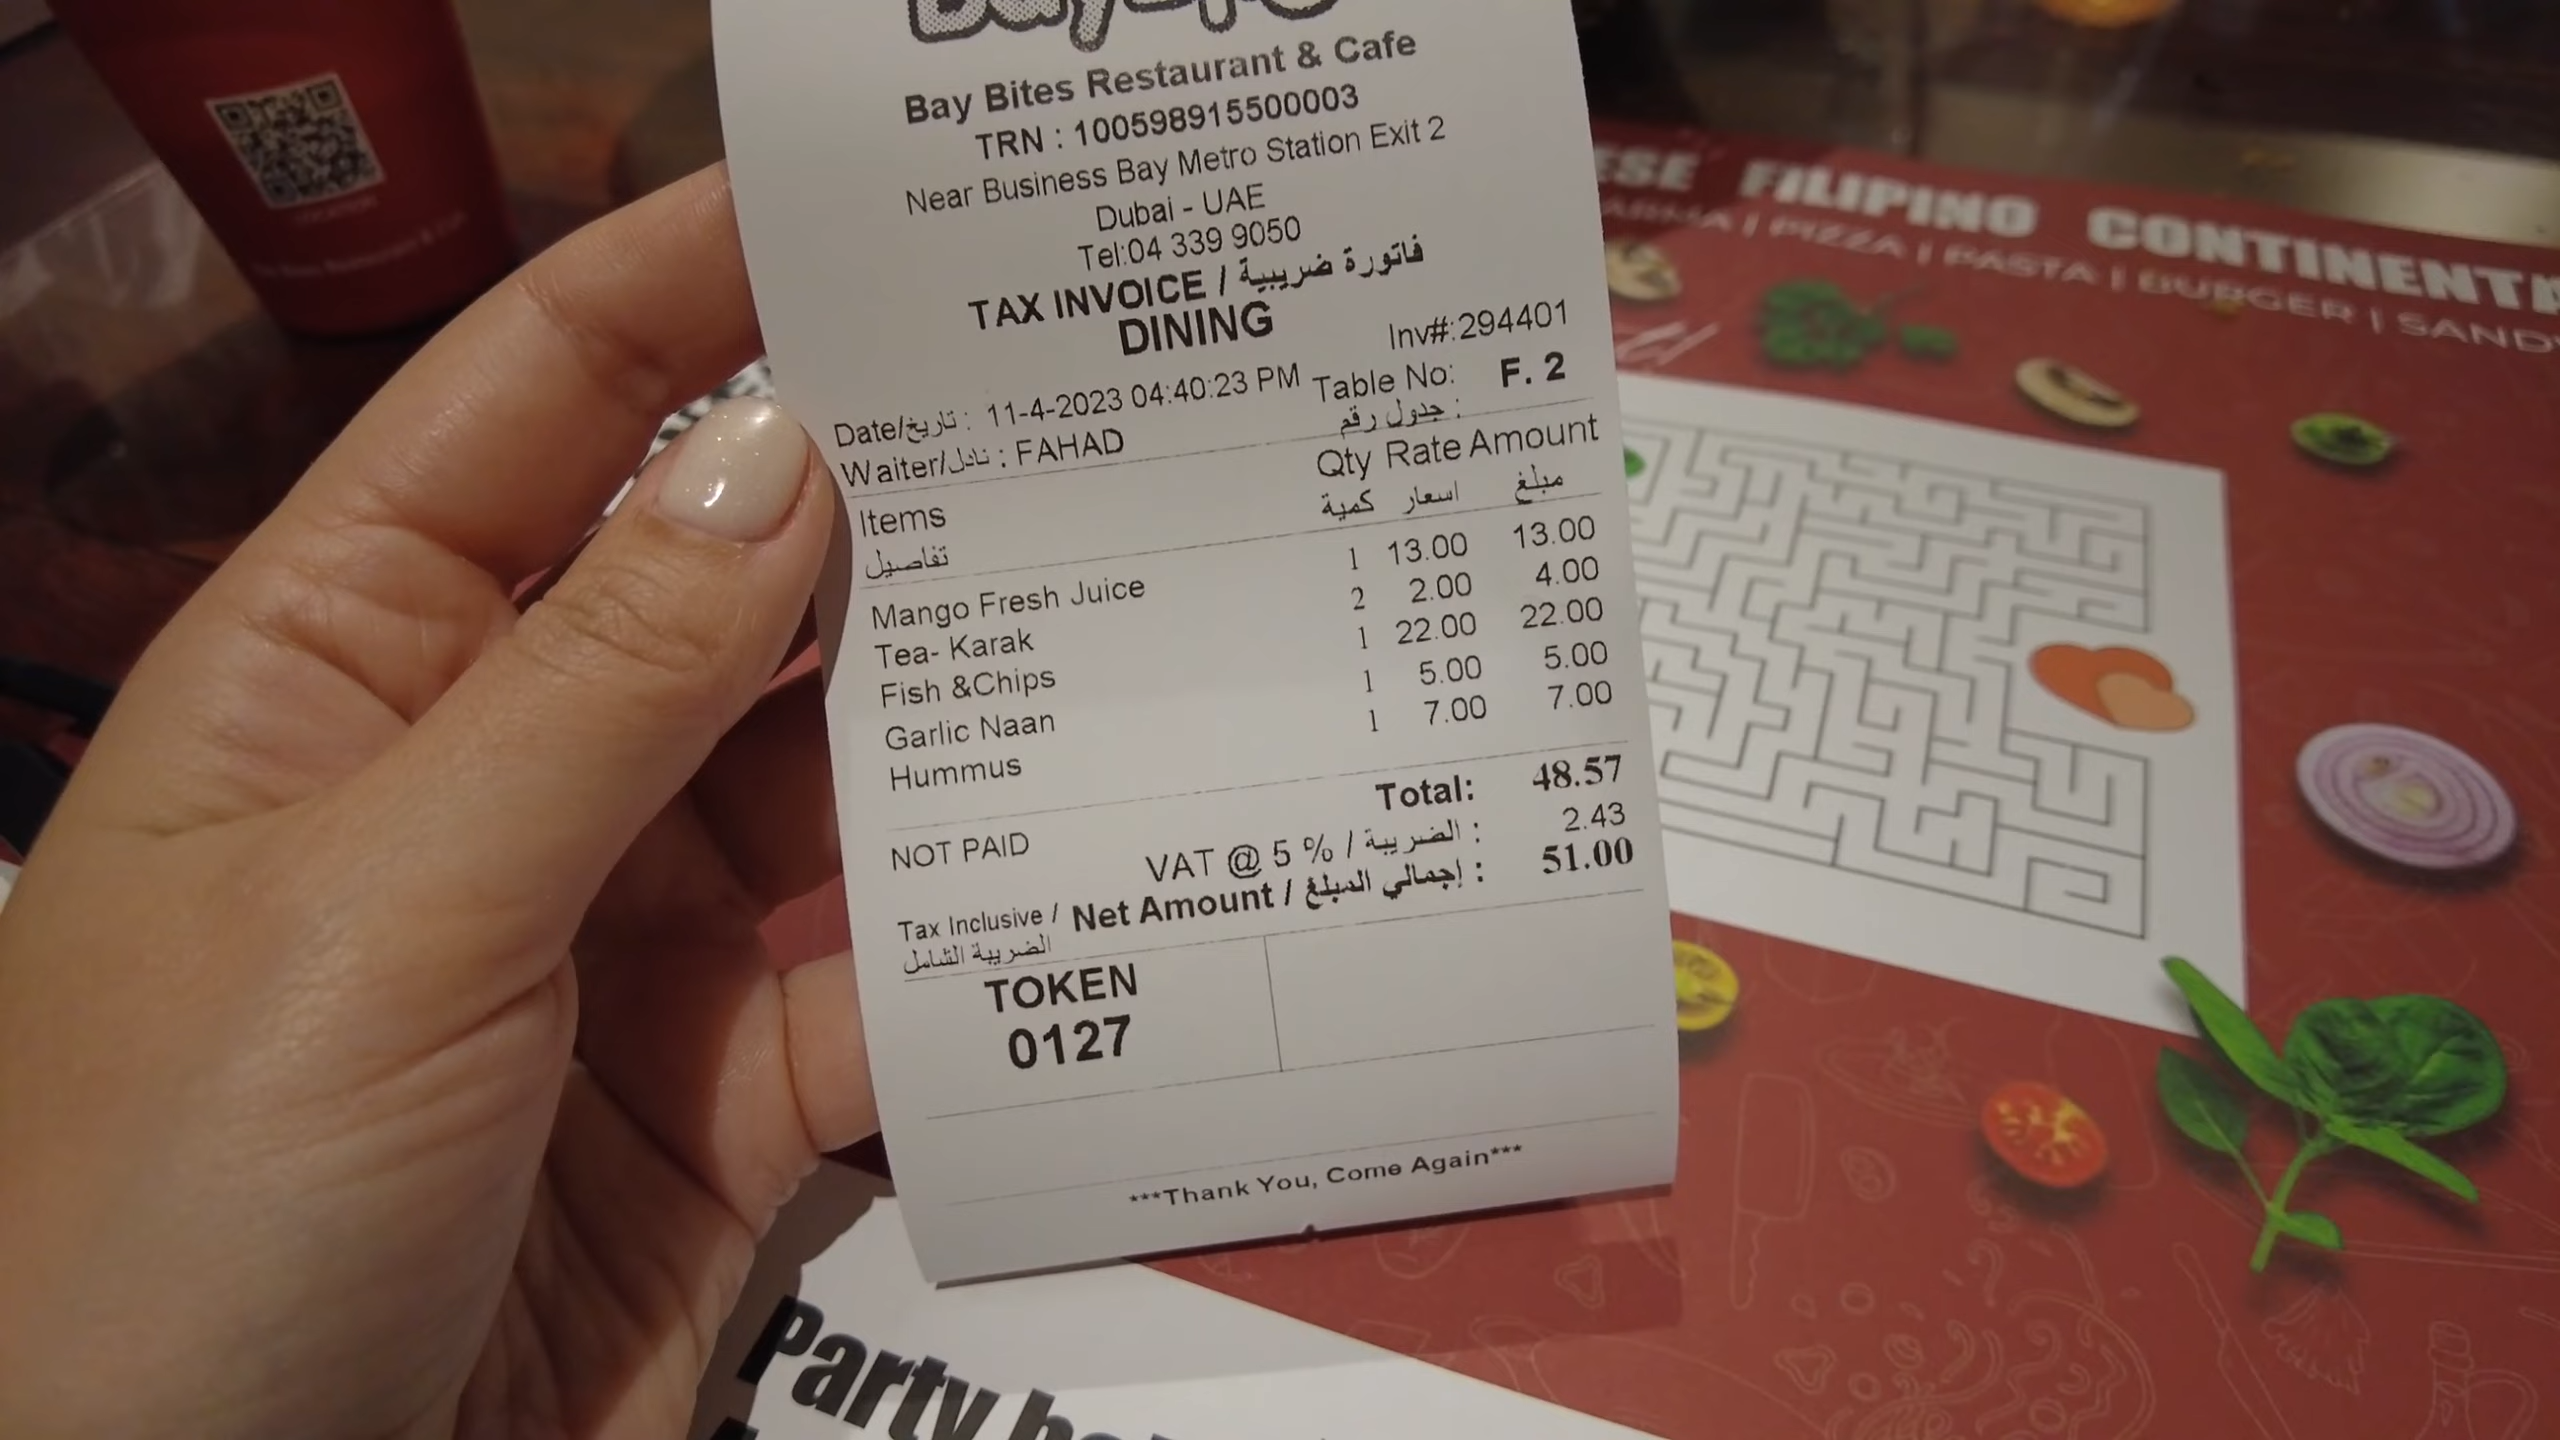 Bay Bites Restaurant & Cafe
TRN : 100598915500003
Near Business Bay Metro Station Exit 2
Dubai - UAE
Tel:04 339 9050
TAX INVOICE / فاتورة ضريبية
DINING
Inv#:294401
Date/تاريخ : 11-4-2023 04:40:23 PM Table No: F. 2
Waiter/نادل : FAHAD جدول رقم :
Items Qty Rate Amount
تفاصيل كمية اسعار مبلغ
Mango Fresh Juice 1 13.00 13.00
Tea- Karak 2 2.00 4.00
Fish &Chips 1 22.00 22.00
Garlic Naan 1 5.00 5.00
Hummus 1 7.00 7.00
Total: 48.57
NOT PAID VAT @ 5 % / الضريبة : 2.43
Tax Inclusive / Net Amount / إجمالي المبلغ : 51.00
الضريبة الشامل
TOKEN
0127
***Thank You, Come Again***
ESE FILIPINO CONTINENTA
| PIZZA | PASTA | BURGER | SANDW
Party